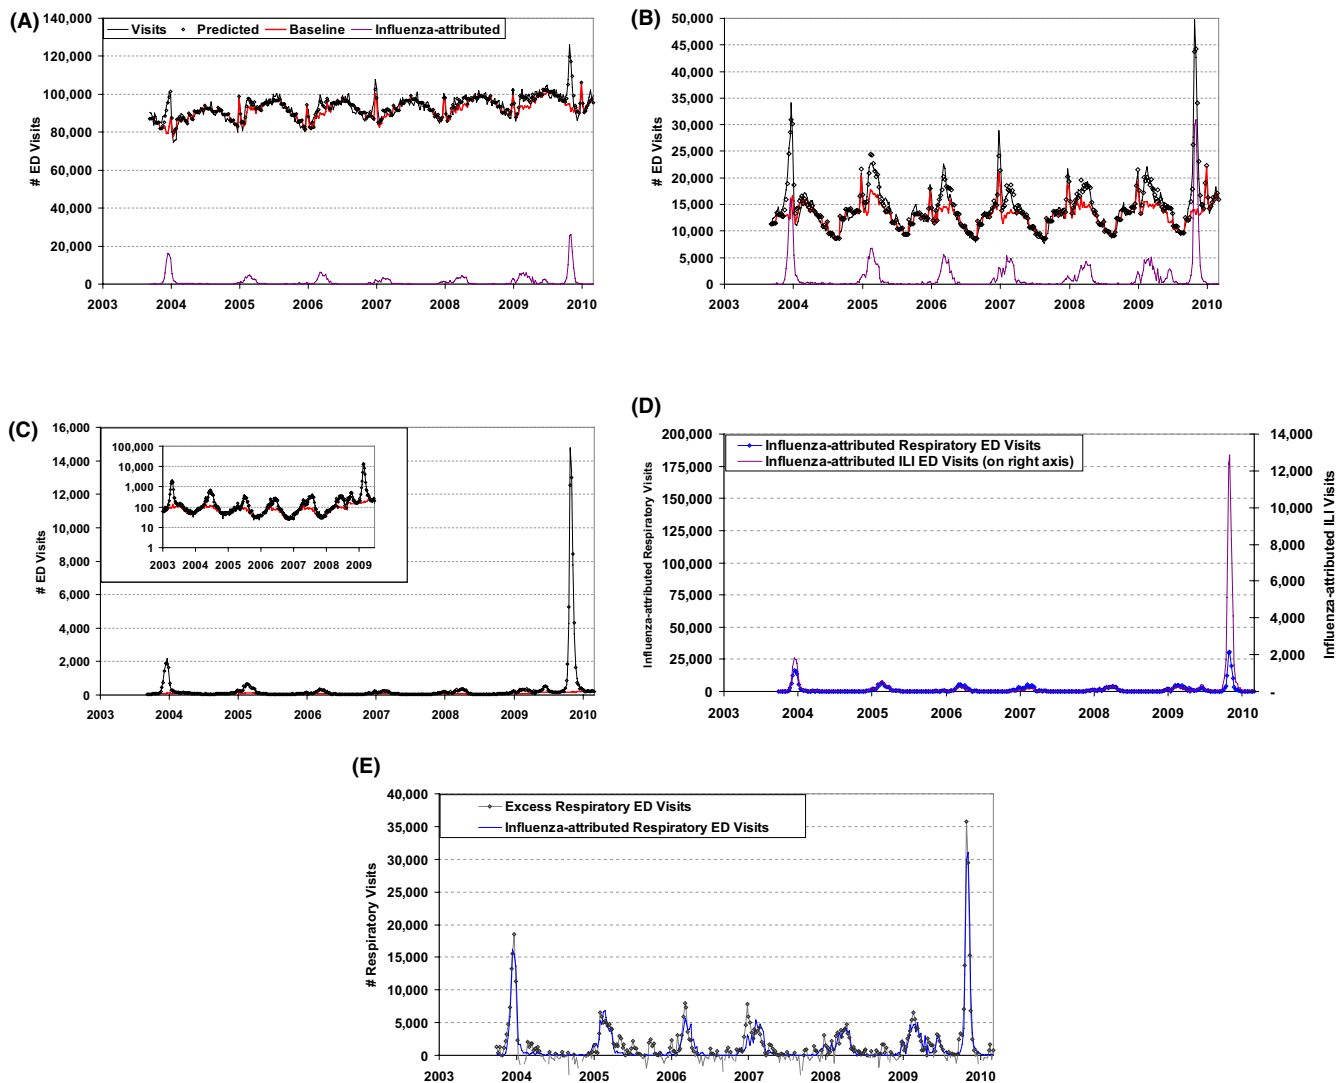 (A)
140,000
120,000
100,000
80,000
60,000
40,000
20,000
0
# ED Visits
Visits Predicted Baseline Influenza-attributed
2003 2004 2005 2006 2007 2008 2009 2010
(B)
50,000
45,000
40,000
35,000
30,000
25,000
20,000
15,000
10,000
5,000
0
# ED Visits
2003 2004 2005 2006 2007 2008 2009 2010
(C)
16,000
14,000
12,000
10,000
8,000
6,000
4,000
2,000
0
# ED Visits
100,000
10,000
1,000
100
10
1
2003 2004 2005 2006 2007 2008 2009
2003 2004 2005 2006 2007 2008 2009 2010
(D)
200,000
175,000
150,000
125,000
100,000
75,000
50,000
25,000
0
Influenza-attributed Respiratory Visits
Influenza-attributed Respiratory ED Visits
Influenza-attributed ILI ED Visits (on right axis)
14,000
12,000
10,000
8,000
6,000
4,000
2,000
-
Influenza-attributed ILI Visits
2003 2004 2005 2006 2007 2008 2009 2010
(E)
40,000
35,000
30,000
25,000
20,000
15,000
10,000
5,000
0
# Respiratory Visits
Excess Respiratory ED Visits
Influenza-attributed Respiratory ED Visits
2003 2004 2005 2006 2007 2008 2009 2010